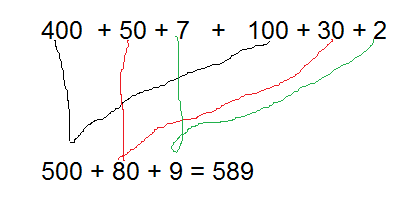 400 + 50 + 7 + 100 + 30 + 2
500 + 80 + 9 = 589